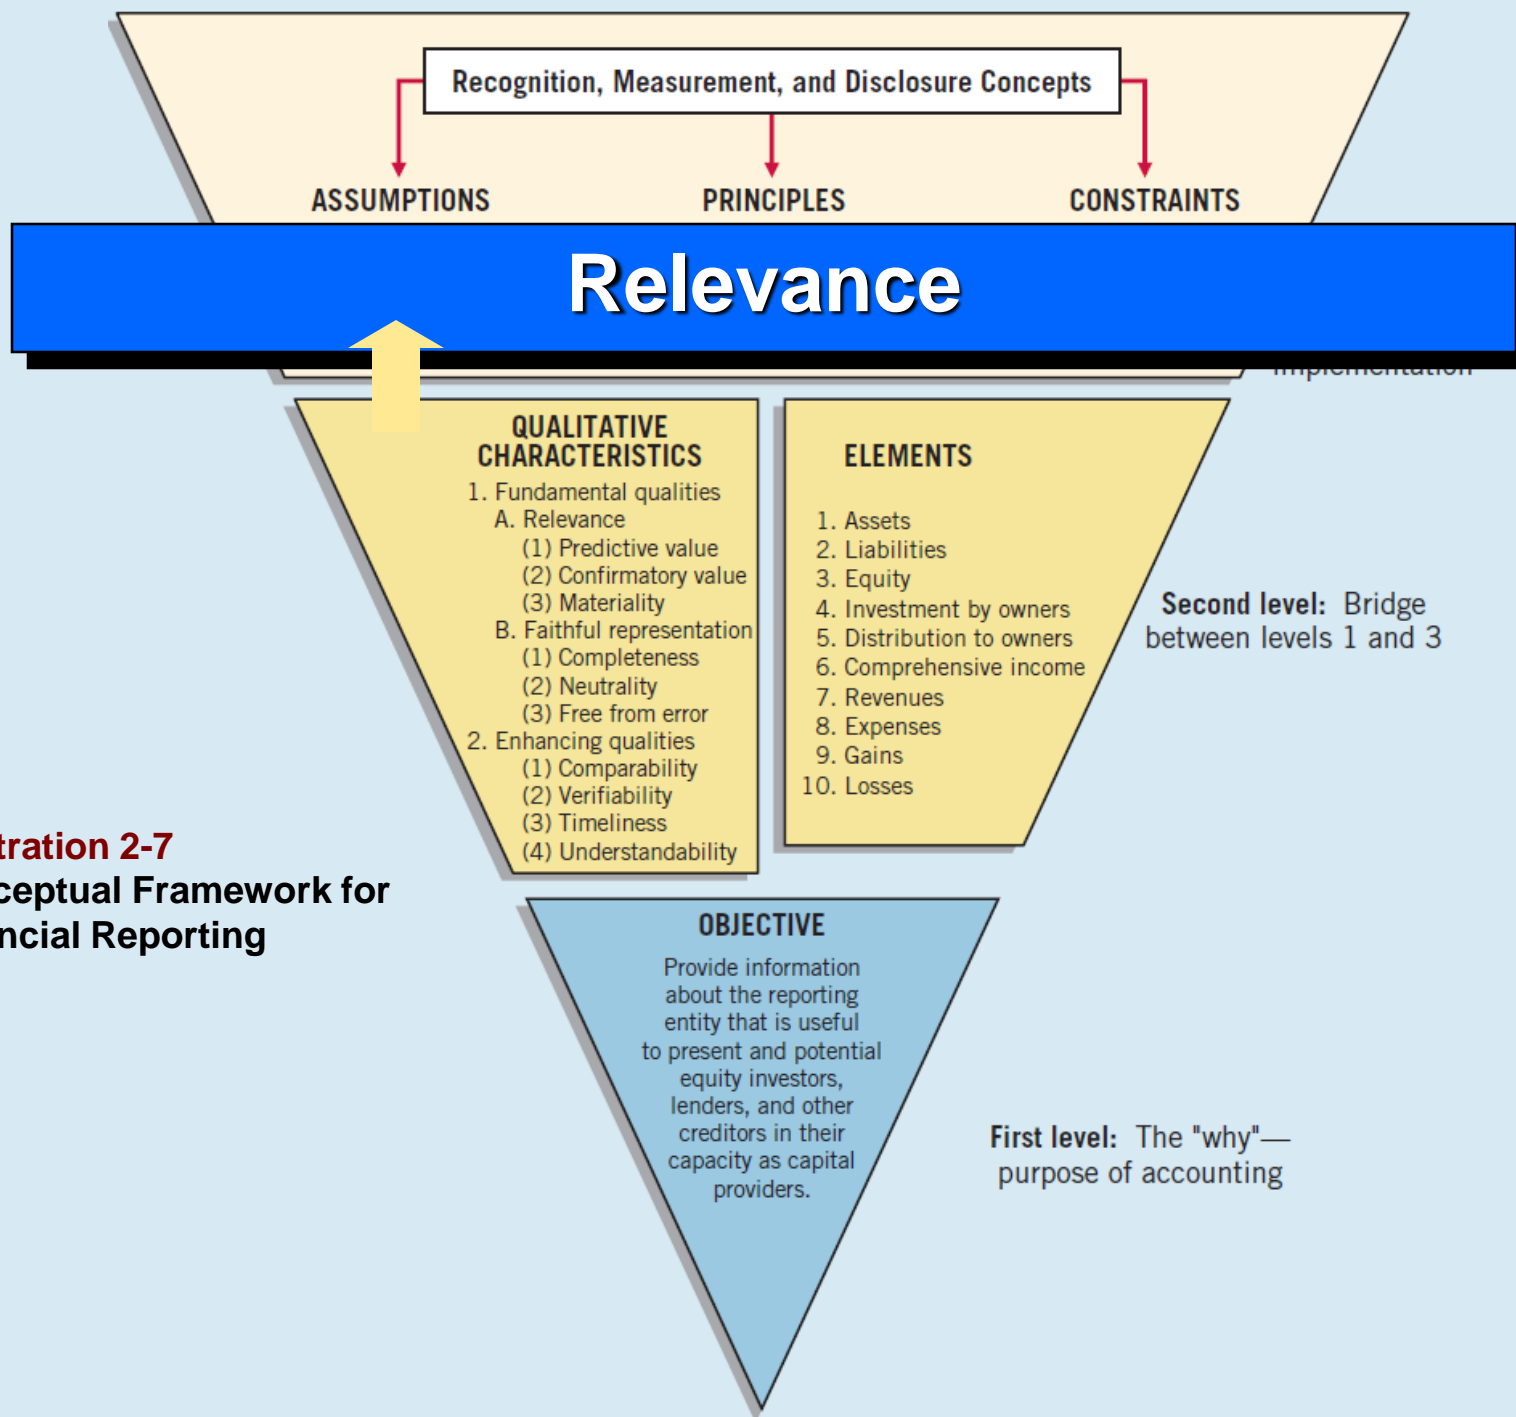 Recognition, Measurement, and Disclosure Concepts
ASSUMPTIONS
PRINCIPLES
CONSTRAINTS
Relevance
implementation
QUALITATIVE
CHARACTERISTICS
1. Fundamental qualities
A. Relevance
(1) Predictive value
(2) Confirmatory value
(3) Materiality
B. Faithful representation
(1) Completeness
(2) Neutrality
(3) Free from error
2. Enhancing qualities
(1) Comparability
(2) Verifiability
(3) Timeliness
(4) Understandability
ELEMENTS
1. Assets
2. Liabilities
3. Equity
4. Investment by owners
5. Distribution to owners
6. Comprehensive income
7. Revenues
8. Expenses
9. Gains
10. Losses
Second level: Bridge
between levels 1 and 3
tration 2-7
ceptual Framework for
ncial Reporting
OBJECTIVE
Provide information
about the reporting
entity that is useful
to present and potential
equity investors,
lenders, and other
creditors in their
capacity as capital
providers.
First level: The "why"—
purpose of accounting